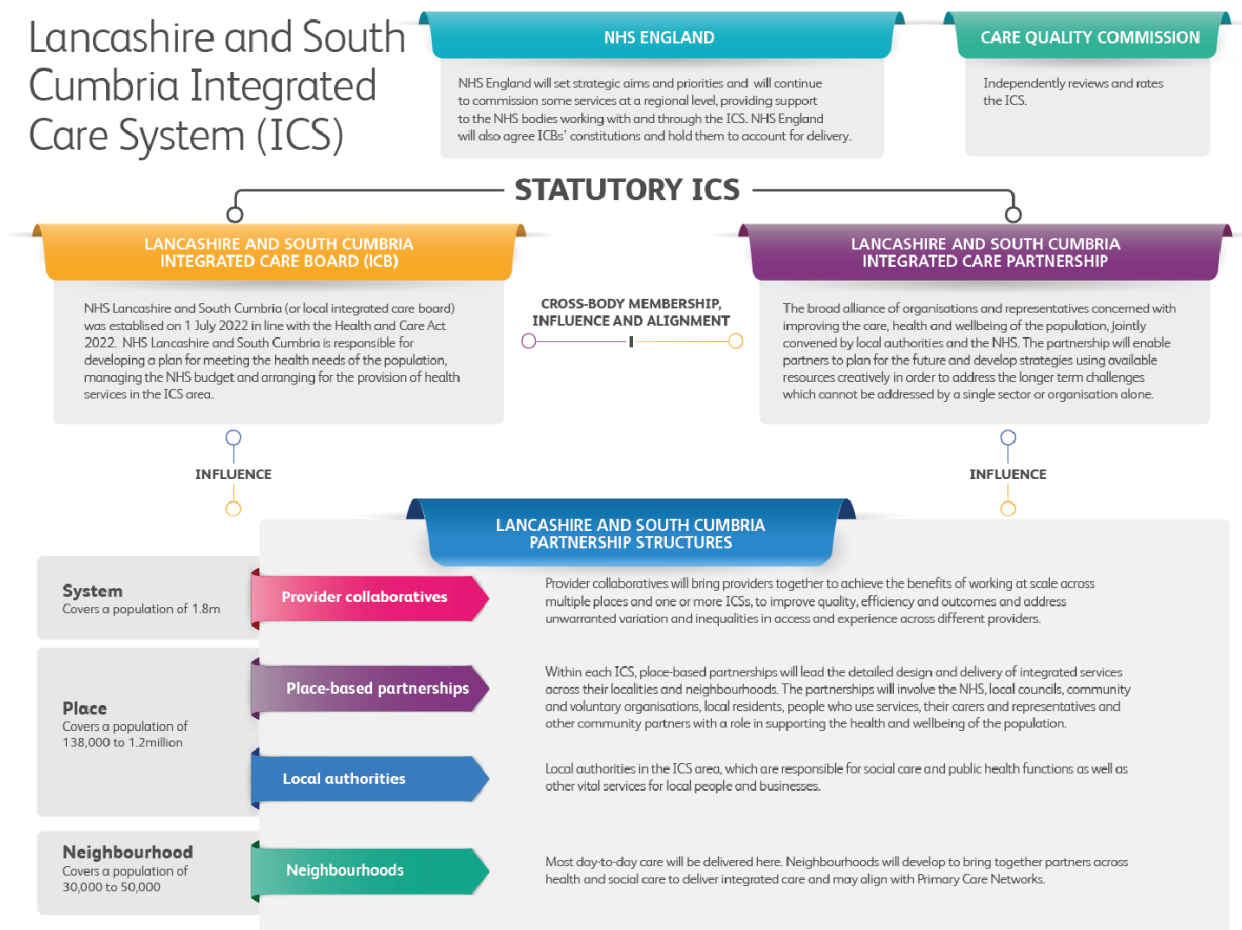 Lancashire and South
Cumbria Integrated
Care System (ICS)
NHS ENGLAND
NHS England will set strategic aims and priorities and will continue
to commission some services at a regional level, providing support
to the NHS bodies working with and through the ICS. NHS England
will also agree ICBs' constitutions and hold them to account for delivery.
CARE QUALITY COMMISSION
Independently reviews and rates
the ICS.
STATUTORY ICS
LANCASHIRE AND SOUTH CUMBRIA
INTEGRATED CARE BOARD (ICB)
NHS Lancashire and South Cumbria (or local integrated care board)
was establised on 1 July 2022 in line with the Health and Care Act
2022. NHS Lancashire and South Cumbria is responsible for
developing a plan for meeting the health needs of the population,
managing the NHS budget and arranging for the provision of health
services in the ICS area.
CROSS-BODY MEMBERSHIP,
INFLUENCE AND ALIGNMENT
LANCASHIRE AND SOUTH CUMBRIA
INTEGRATED CARE PARTNERSHIP
The broad alliance of organisations and representatives concerned with
improving the care, health and wellbeing of the population, jointly
convened by local authorities and the NHS. The partnership will enable
partners to plan for the future and develop strategies using available
resources creatively in order to address the longer term challenges
which cannot be addressed by a single sector or organisation alone.
INFLUENCE
INFLUENCE
LANCASHIRE AND SOUTH CUMBRIA
PARTNERSHIP STRUCTURES
System
Covers a population of 1.8m
Provider collaboratives
Provider collaboratives will bring providers together to achieve the benefits of working at scale across
multiple places and one or more ICSs, to improve quality, efficiency and outcomes and address
unwarranted variation and inequalities in access and experience across different providers.
Place
Covers a population of
138,000 to 1.2million
Place-based partnerships
Within each ICS, place-based partnerships will lead the detailed design and delivery of integrated services
across their localities and neighbourhoods. The partnerships will involve the NHS, local councils, community
and voluntary organisations, local residents, people who use services, their carers and representatives and
other community partners with a role in supporting the health and wellbeing of the population.
Local authorities
Local authorities in the ICS area, which are responsible for social care and public health functions as well as
other vital services for local people and businesses.
Neighbourhood
Covers a population of
30,000 to 50,000
Neighbourhoods
Most day-to-day care will be delivered here. Neighbourhoods will develop to bring together partners across
health and social care to deliver integrated care and may align with Primary Care Networks.